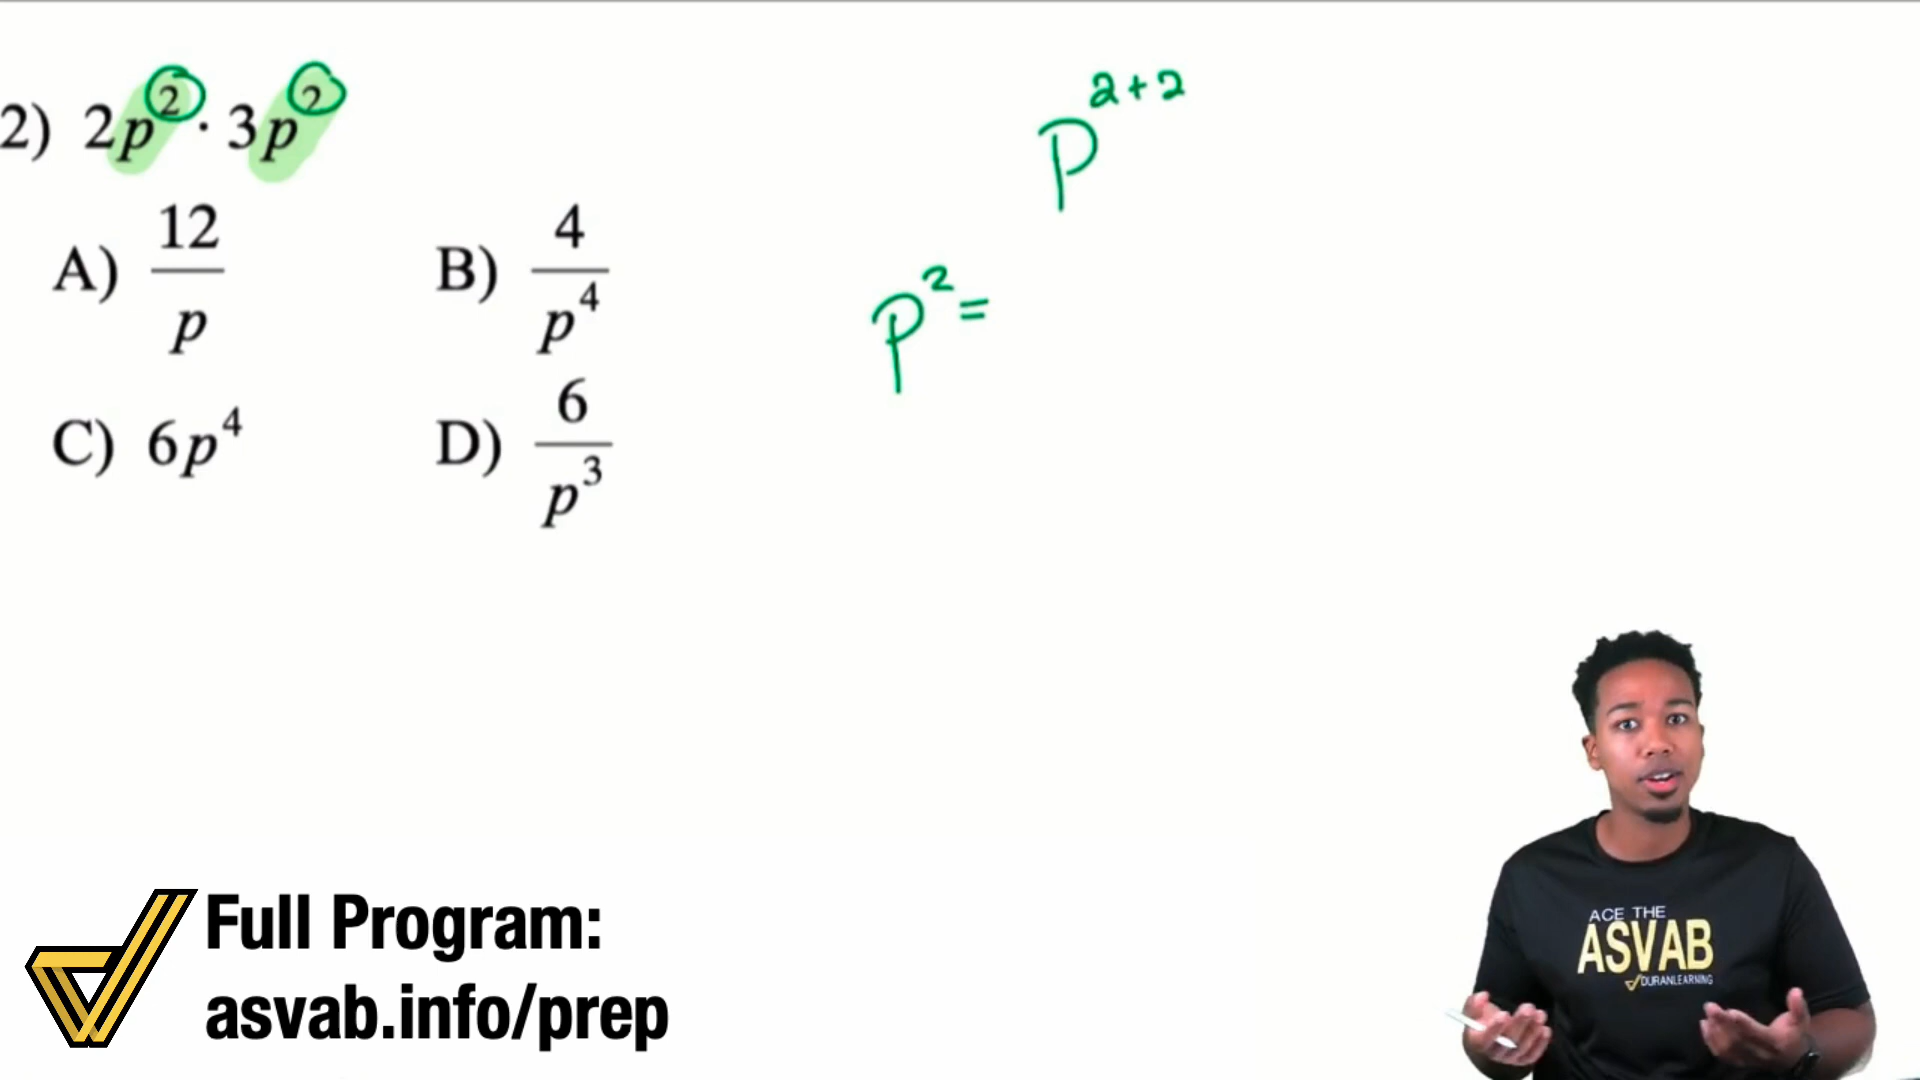 2) 2p² · 3p²
A) 12/p
B) 4/p⁴
C) 6p⁴
D) 6/p³
p²⁺²
p² =
Full Program:
asvab.info/prep
ACE THE
ASVAB
DURANLEARNING